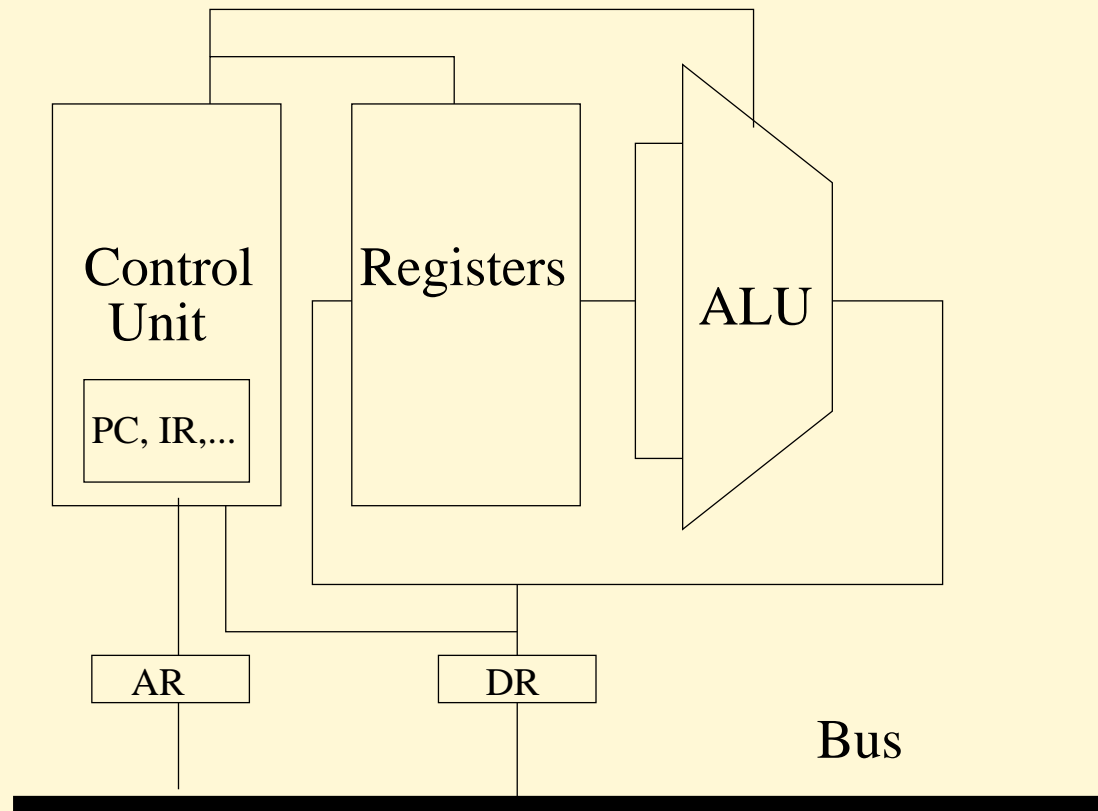 Control
Unit
PC, IR,...
Registers
ALU
AR
DR
Bus